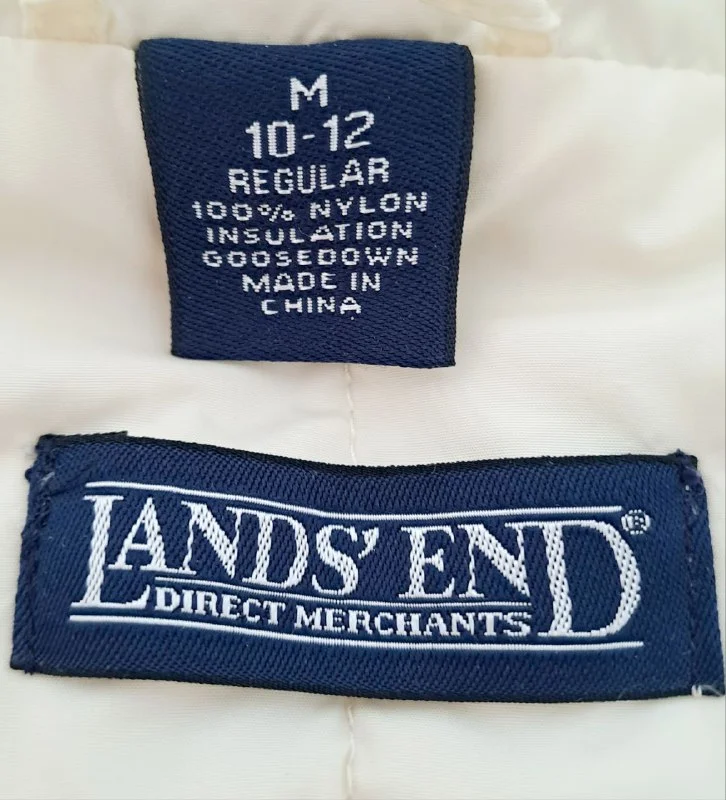 M
10-12
REGULAR
100% NYLON
INSULATION
GOOSEDOWN
MADE IN
CHINA
LANDS' END®
DIRECT MERCHANTS